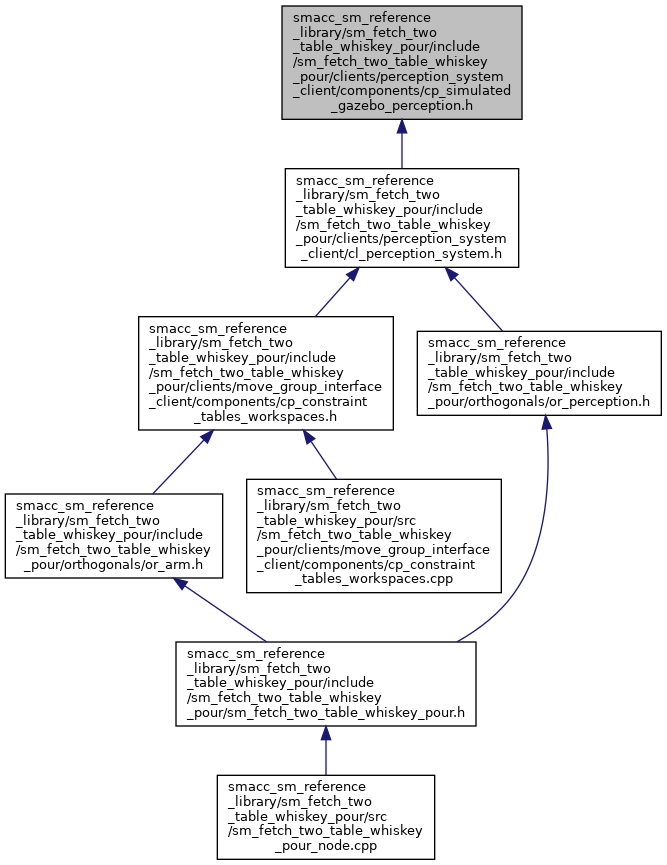 smacc_sm_reference
_library/sm_fetch_two
_table_whiskey_pour/include
/sm_fetch_two_table_whiskey
_pour/clients/perception_system
_client/components/cp_simulated
_gazebo_perception.h
smacc_sm_reference
_library/sm_fetch_two
_table_whiskey_pour/include
/sm_fetch_two_table_whiskey
_pour/clients/perception_system
_client/cl_perception_system.h
smacc_sm_reference
_library/sm_fetch_two
_table_whiskey_pour/include
/sm_fetch_two_table_whiskey
_pour/clients/move_group_interface
_client/components/cp_constraint
_tables_workspaces.h
smacc_sm_reference
_library/sm_fetch_two
_table_whiskey_pour/include
/sm_fetch_two_table_whiskey
_pour/orthogonals/or_perception.h
smacc_sm_reference
_library/sm_fetch_two
_table_whiskey_pour/include
/sm_fetch_two_table_whiskey
_pour/orthogonals/or_arm.h
smacc_sm_reference
_library/sm_fetch_two
_table_whiskey_pour/src
/sm_fetch_two_table_whiskey
_pour/clients/move_group_interface
_client/components/cp_constraint
_tables_workspaces.cpp
smacc_sm_reference
_library/sm_fetch_two
_table_whiskey_pour/include
/sm_fetch_two_table_whiskey
_pour/sm_fetch_two_table_whiskey_pour.h
smacc_sm_reference
_library/sm_fetch_two
_table_whiskey_pour/src
/sm_fetch_two_table_whiskey
_pour_node.cpp